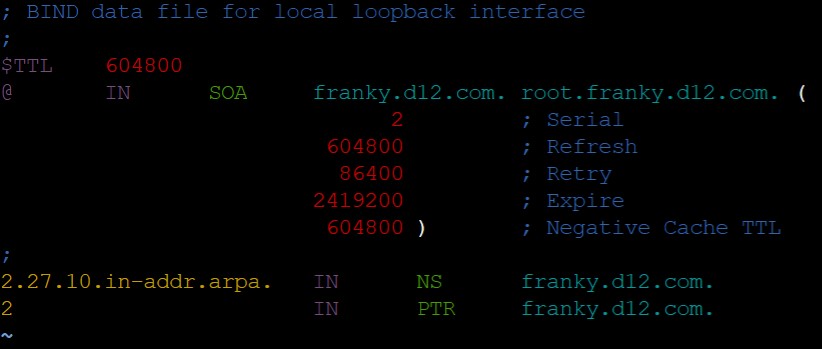 ; BIND data file for local loopback interface
;
$TTL    604800
@       IN      SOA     franky.d12.com. root.franky.d12.com. (
                              2         ; Serial
                         604800         ; Refresh
                          86400         ; Retry
                        2419200         ; Expire
                         604800 )       ; Negative Cache TTL
;
2.27.10.in-addr.arpa.   IN      NS      franky.d12.com.
2                       IN      PTR     franky.d12.com.
~